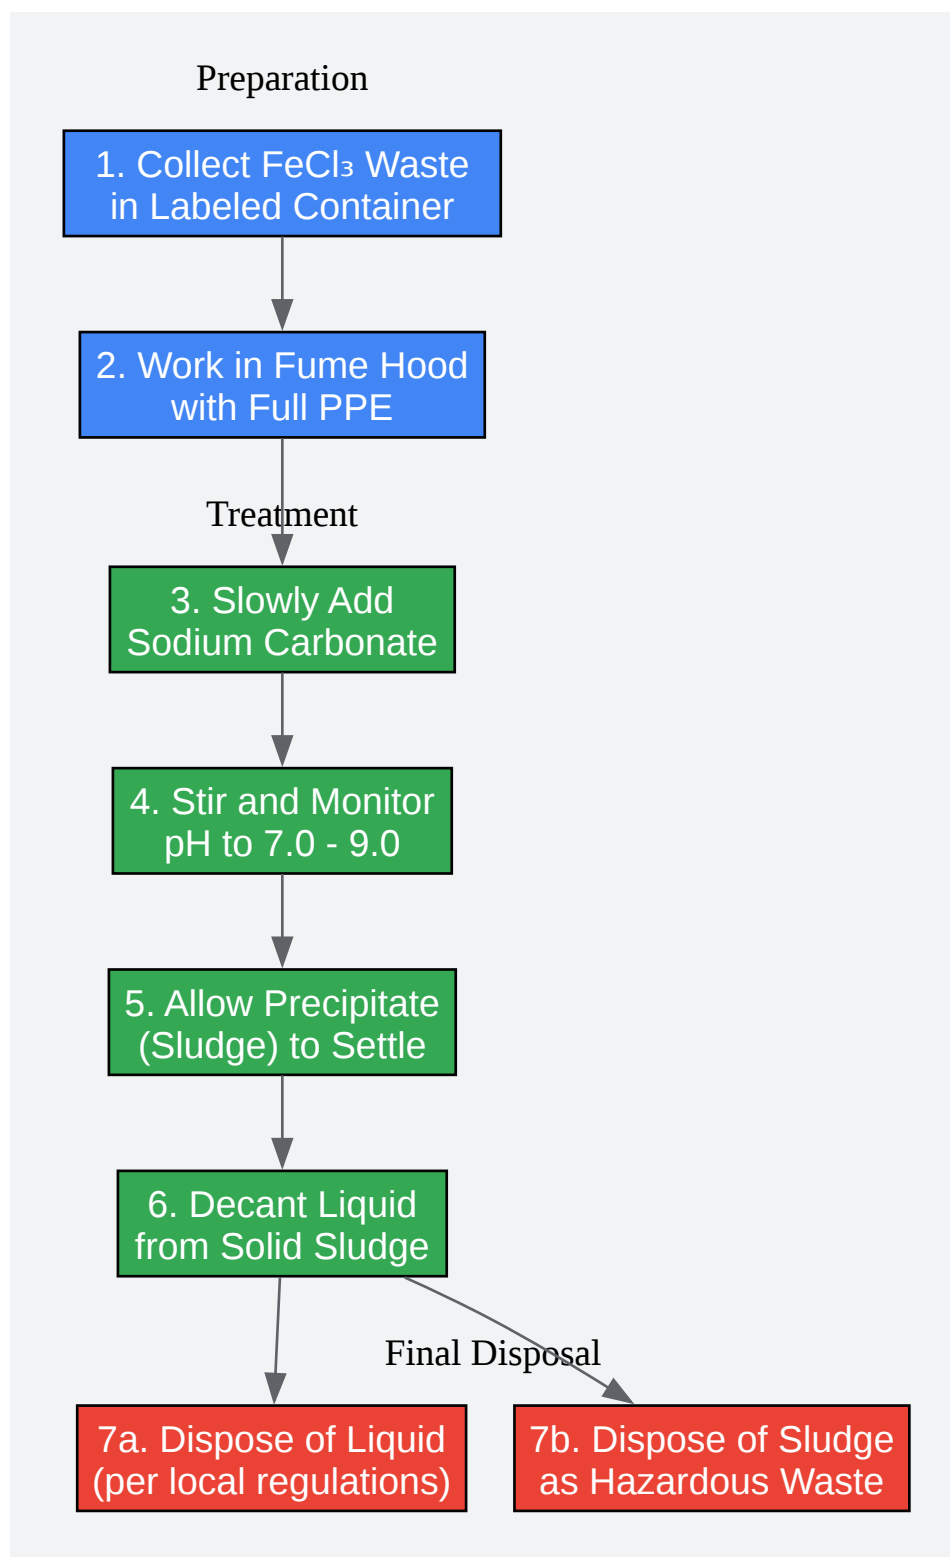 Preparation
1. Collect FeCl₃ Waste
in Labeled Container
2. Work in Fume Hood
with Full PPE
Treatment
3. Slowly Add
Sodium Carbonate
4. Stir and Monitor
pH to 7.0 - 9.0
5. Allow Precipitate
(Sludge) to Settle
6. Decant Liquid
from Solid Sludge
Final Disposal
7a. Dispose of Liquid
(per local regulations)
7b. Dispose of Sludge
as Hazardous Waste